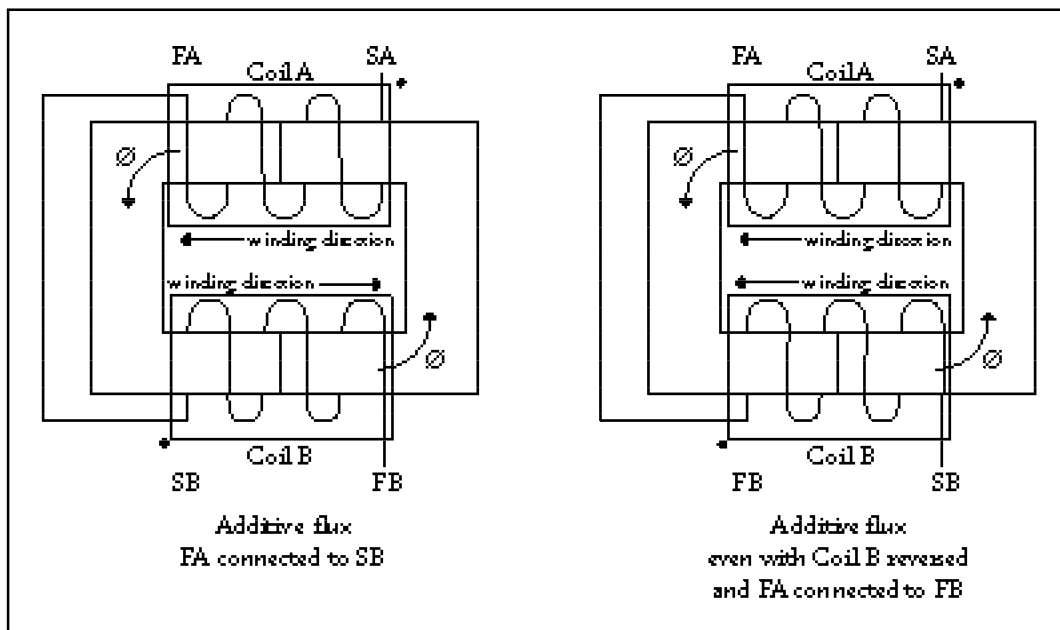 FA SA
Coil A
Ø
winding direction
winding direction
Ø
Coil B
SB FB
Additive flux
FA connected to SB
FA SA
Coil A
Ø
winding direction
winding direction
Ø
Coil B
FB SB
Additive flux
even with Coil B reversed
and FA connected to FB